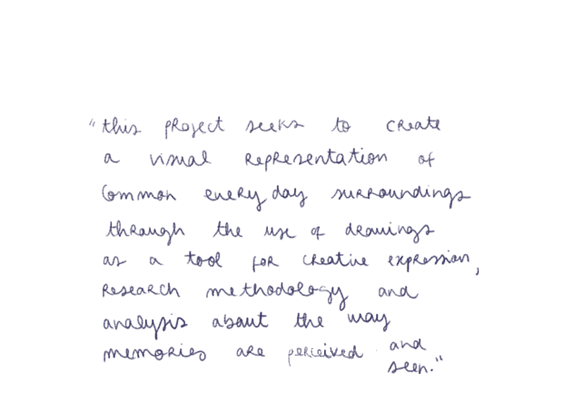 "this project seeks to create
a visual representation of
common every day surroundings
through the use of drawings
as a tool for creative expression,
research methodology and
analysis about the way
memories are perceived and
seen."